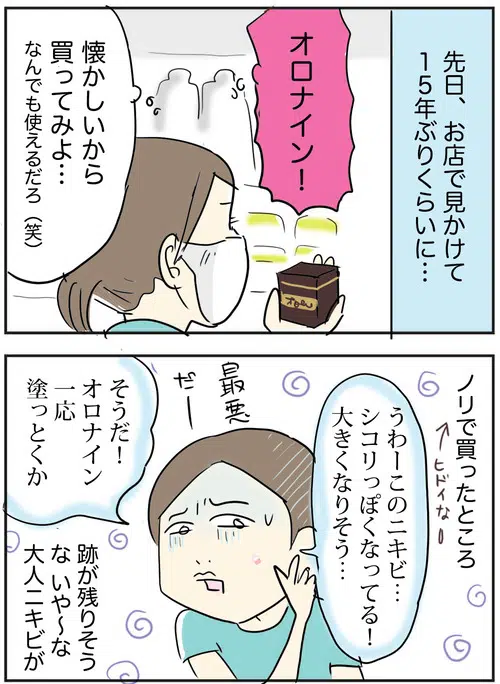 先日、お店で見かけて
15年ぶりくらいに…
オロナイン!
懐かしいから
買ってみよ…
なんでも使えるだろ(笑)
ノリで買ったところ
ヒドイな
うわーこのニキビ…
シコリっぽくなってる!
大きくなりそう…
最悪
だー
そうだ!
オロナイン
一応
塗っとくか
跡が残りそう
ないや〜な
大人ニキビが